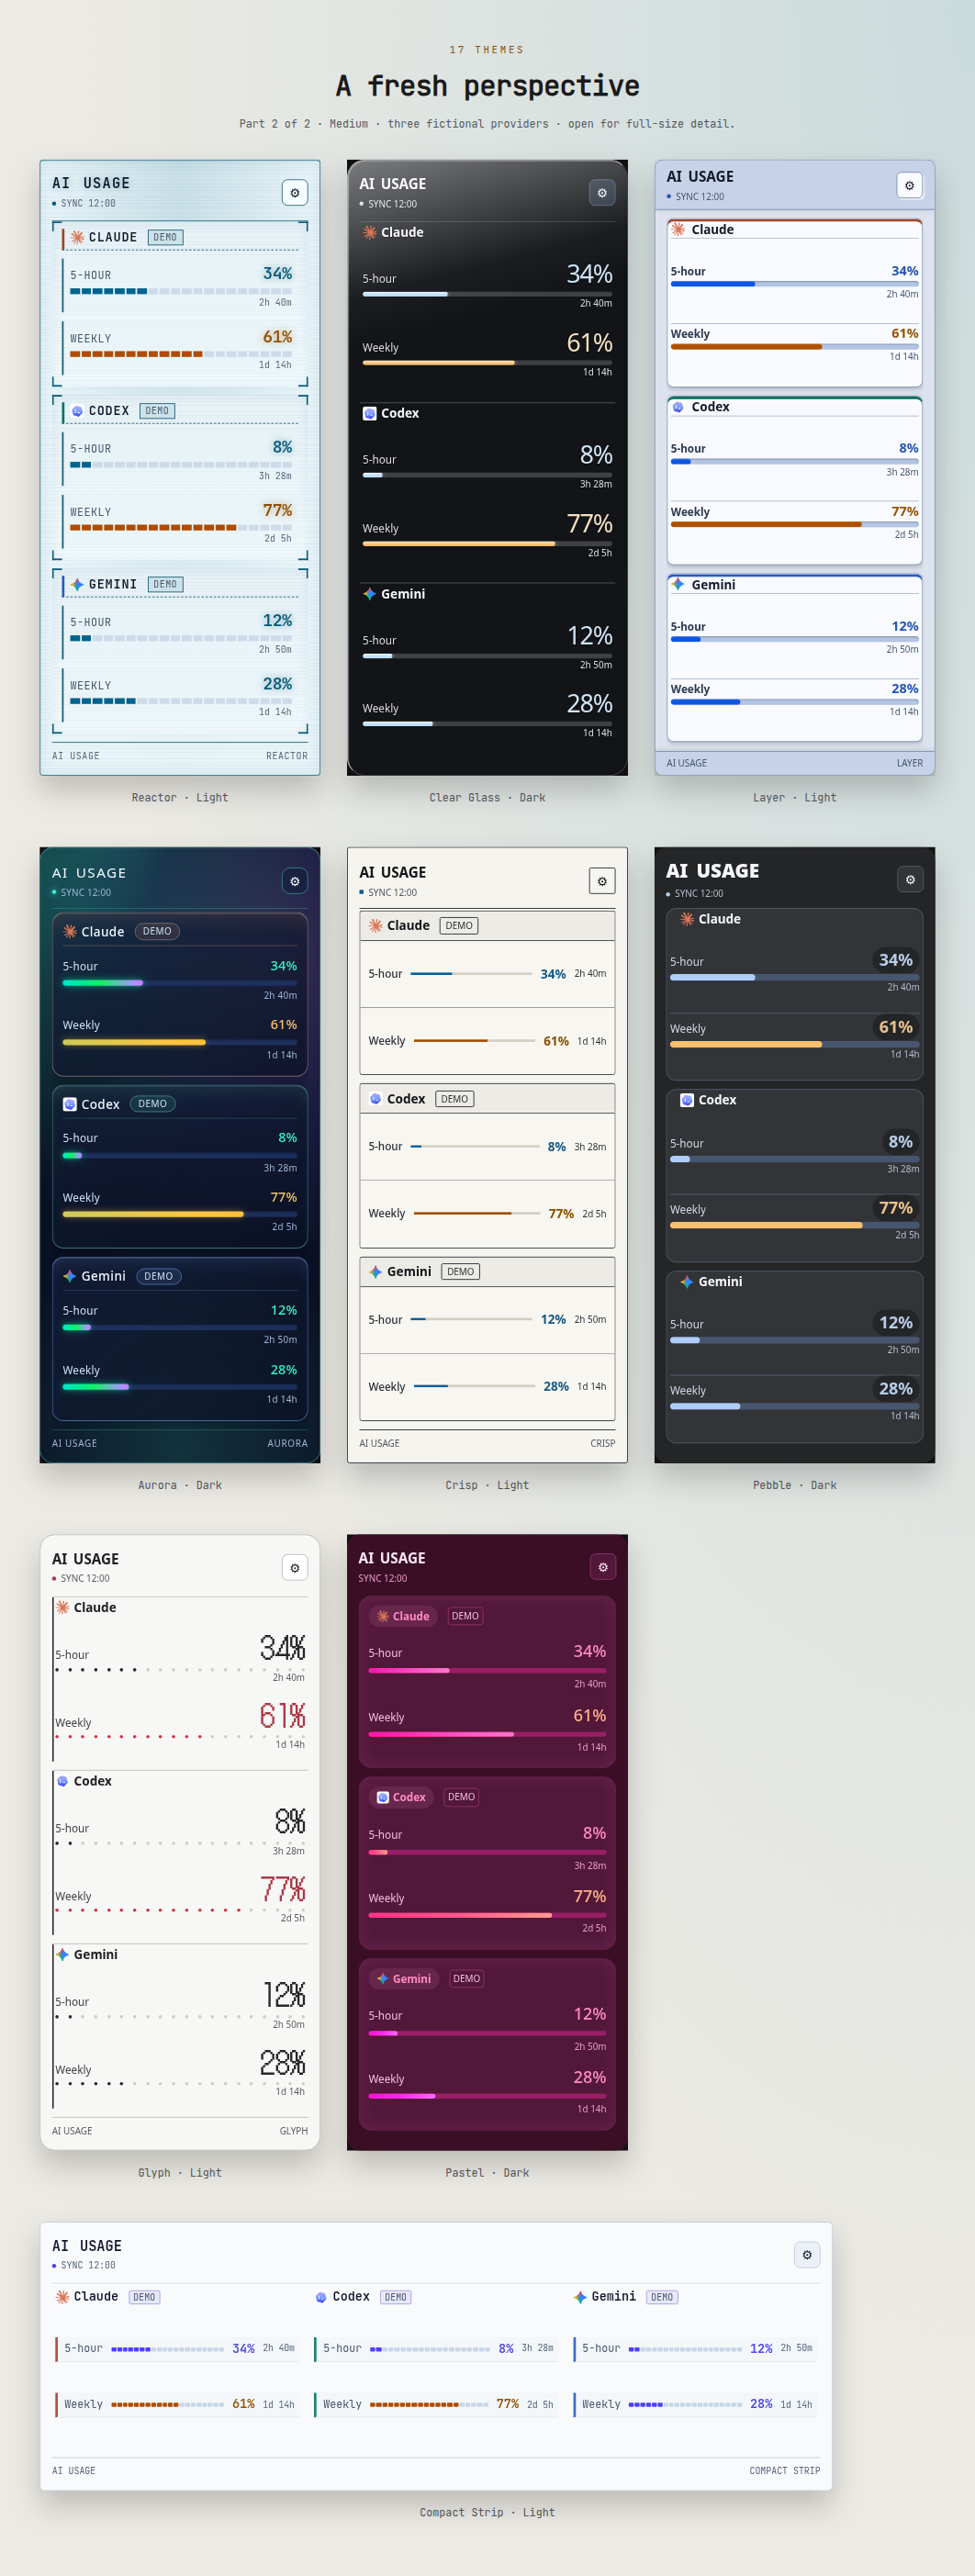 17 THEMES
A fresh perspective
Part 2 of 2 · Medium · three fictional providers · open for full-size detail.
AI USAGE
SYNC 12:00
CLAUDE DEMO
5-HOUR 34%
2h 40m
WEEKLY 61%
1d 14h
CODEX DEMO
5-HOUR 8%
3h 28m
WEEKLY 77%
2d 5h
GEMINI DEMO
5-HOUR 12%
2h 50m
WEEKLY 28%
1d 14h
AI USAGE REACTOR
Reactor · Light
AI USAGE
SYNC 12:00
Claude
5-hour 34%
2h 40m
Weekly 61%
1d 14h
Codex
5-hour 8%
3h 28m
Weekly 77%
2d 5h
Gemini
5-hour 12%
2h 50m
Weekly 28%
1d 14h
Clear Glass · Dark
AI USAGE
SYNC 12:00
Claude
5-hour 34%
2h 40m
Weekly 61%
1d 14h
Codex
5-hour 8%
3h 28m
Weekly 77%
2d 5h
Gemini
5-hour 12%
2h 50m
Weekly 28%
1d 14h
AI USAGE LAYER
Layer · Light
AI USAGE
SYNC 12:00
Claude DEMO
5-hour 34%
2h 40m
Weekly 61%
1d 14h
Codex DEMO
5-hour 8%
3h 28m
Weekly 77%
2d 5h
Gemini DEMO
5-hour 12%
2h 50m
Weekly 28%
1d 14h
AI USAGE AURORA
Aurora · Dark
AI USAGE
SYNC 12:00
Claude DEMO
5-hour 34% 2h 40m
Weekly 61% 1d 14h
Codex DEMO
5-hour 8% 3h 28m
Weekly 77% 2d 5h
Gemini DEMO
5-hour 12% 2h 50m
Weekly 28% 1d 14h
AI USAGE CRISP
Crisp · Light
AI USAGE
SYNC 12:00
Claude
5-hour 34%
2h 40m
Weekly 61%
1d 14h
Codex
5-hour 8%
3h 28m
Weekly 77%
2d 5h
Gemini
5-hour 12%
2h 50m
Weekly 28%
1d 14h
Pebble · Dark
AI USAGE
SYNC 12:00
Claude
5-hour 34%
2h 40m
Weekly 61%
1d 14h
Codex
5-hour 8%
3h 28m
Weekly 77%
2d 5h
Gemini
5-hour 12%
2h 50m
Weekly 28%
1d 14h
AI USAGE GLYPH
Glyph · Light
AI USAGE
SYNC 12:00
Claude DEMO
5-hour 34%
2h 40m
Weekly 61%
1d 14h
Codex DEMO
5-hour 8%
3h 28m
Weekly 77%
2d 5h
Gemini DEMO
5-hour 12%
2h 50m
Weekly 28%
1d 14h
Pastel · Dark
AI USAGE
SYNC 12:00
Claude DEMO Codex DEMO Gemini DEMO
5-hour 34% 2h 40m 5-hour 8% 3h 28m 5-hour 12% 2h 50m
Weekly 61% 1d 14h Weekly 77% 2d 5h Weekly 28% 1d 14h
AI USAGE COMPACT STRIP
Compact Strip · Light